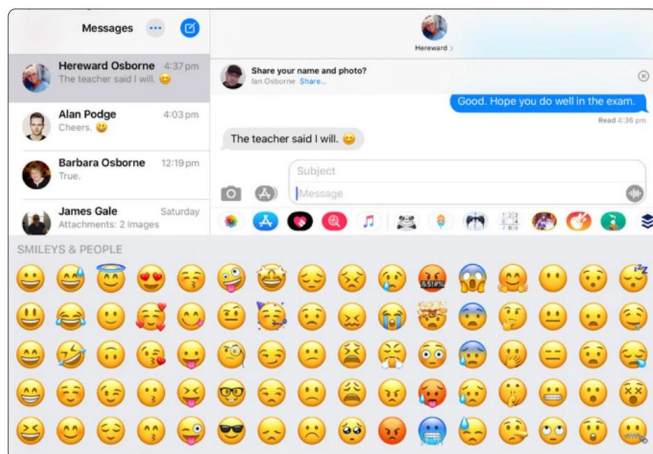 Messages
Hereward Osborne 4:37 pm
The teacher said I will. 😊
Alan Podge 4:03 pm
Cheers. 😃
Barbara Osborne 12:19 pm
True.
James Gale Saturday
Attachments: 2 Images
Hereward >
Share your name and photo?
Ian Osborne Share...
Good. Hope you do well in the exam.
Read 4:36 pm
The teacher said I will. 😊
Subject
Message
SMILEYS & PEOPLE